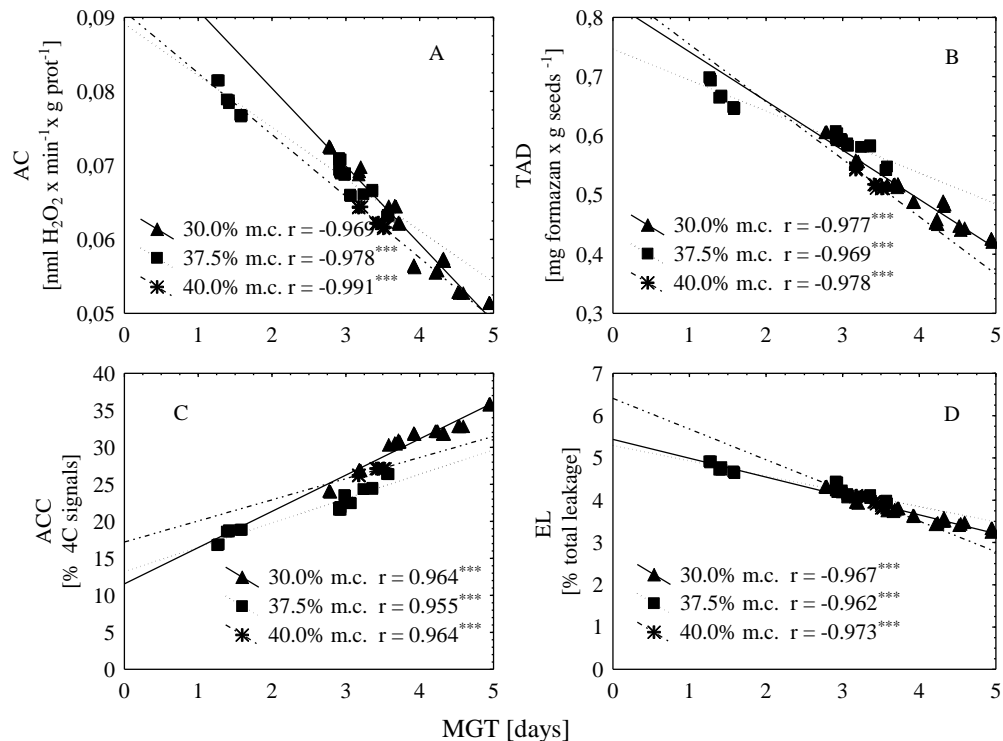 0,09
0,08
0,07
0,06
0,05
AC
[nml H₂O₂ x min⁻¹x g prot⁻¹]
A
30.0% m.c. r = -0.969
37.5% m.c. r = -0.978***
40.0% m.c. r = -0.991***
0 1 2 3 4 5
0,8
0,7
0,6
0,5
0,4
0,3
TAD
[mg formazan x g seeds⁻¹]
B
30.0% m.c. r = -0.977***
37.5% m.c. r = -0.969***
40.0% m.c. r = -0.978***
0 1 2 3 4 5
40
35
30
25
20
15
10
5
0
ACC
[% 4C signals]
C
30.0% m.c. r = 0.964***
37.5% m.c. r = 0.955***
40.0% m.c. r = 0.964***
0 1 2 3 4 5
7
6
5
4
3
2
1
0
EL
[% total leakage]
D
30.0% m.c. r = -0.967***
37.5% m.c. r = -0.962***
40.0% m.c. r = -0.973***
0 1 2 3 4 5
MGT [days]